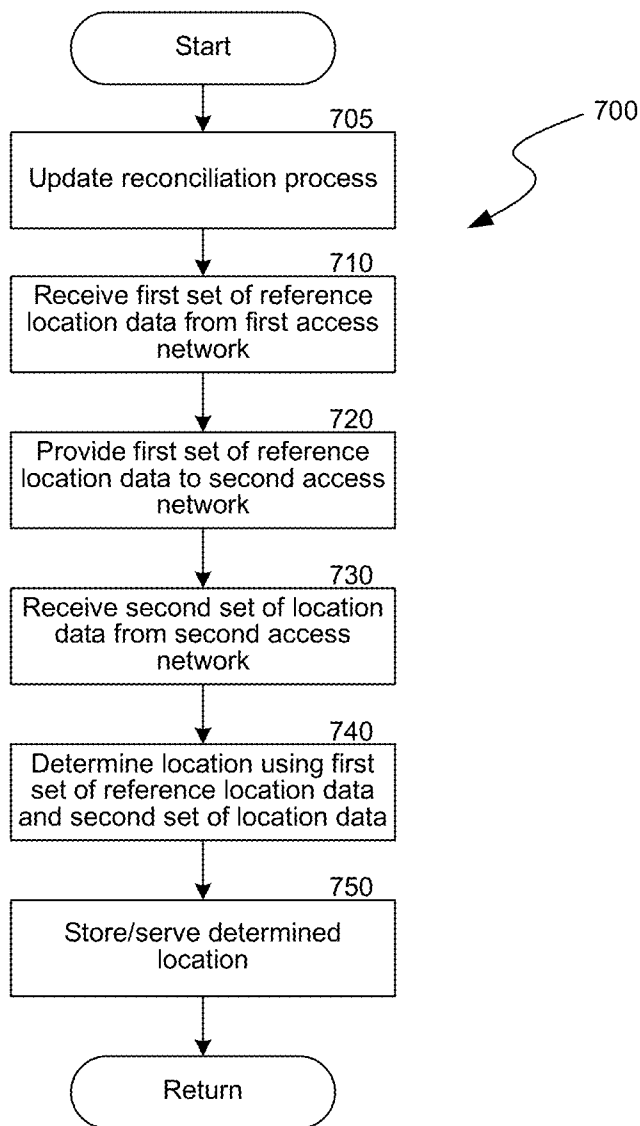 Start
705
700
Update reconciliation process
710
Receive first set of reference
location data from first access
network
720
Provide first set of reference
location data to second access
network
730
Receive second set of location
data from second access
network
740
Determine location using first
set of reference location data
and second set of location data
750
Store/serve determined
location
Return